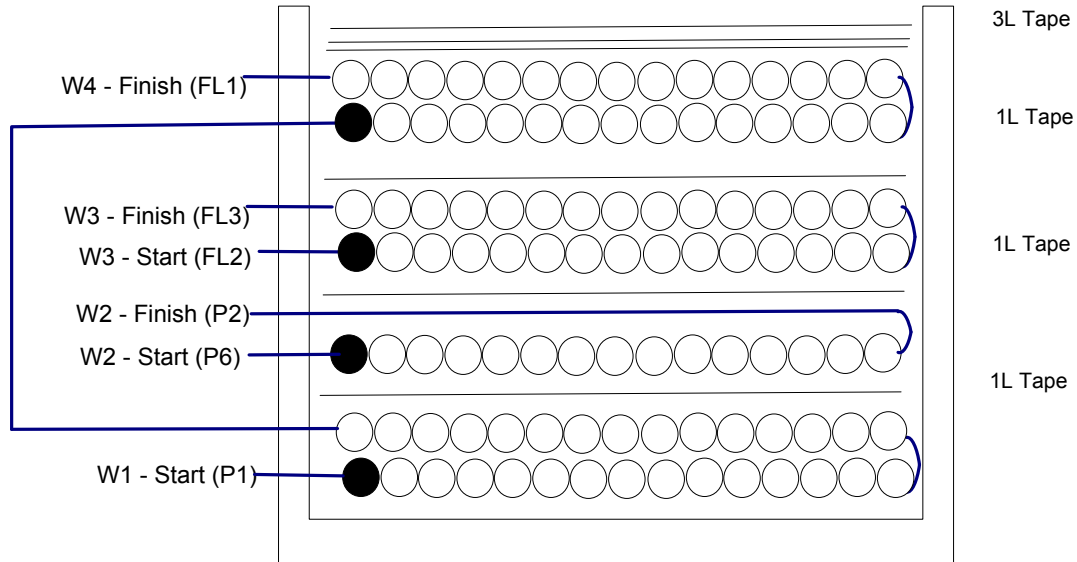 3L Tape
W4 - Finish (FL1)
1L Tape
W3 - Finish (FL3)
W3 - Start (FL2)
1L Tape
W2 - Finish (P2)
W2 - Start (P6)
1L Tape
W1 - Start (P1)